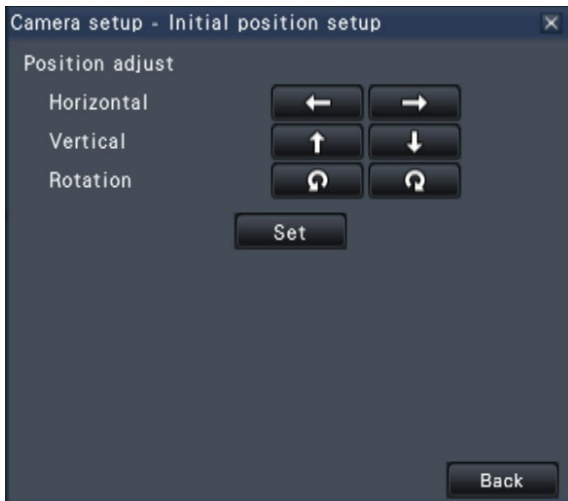 Camera setup - Initial position setup
Position adjust
Horizontal
Vertical
Rotation
Set
Back